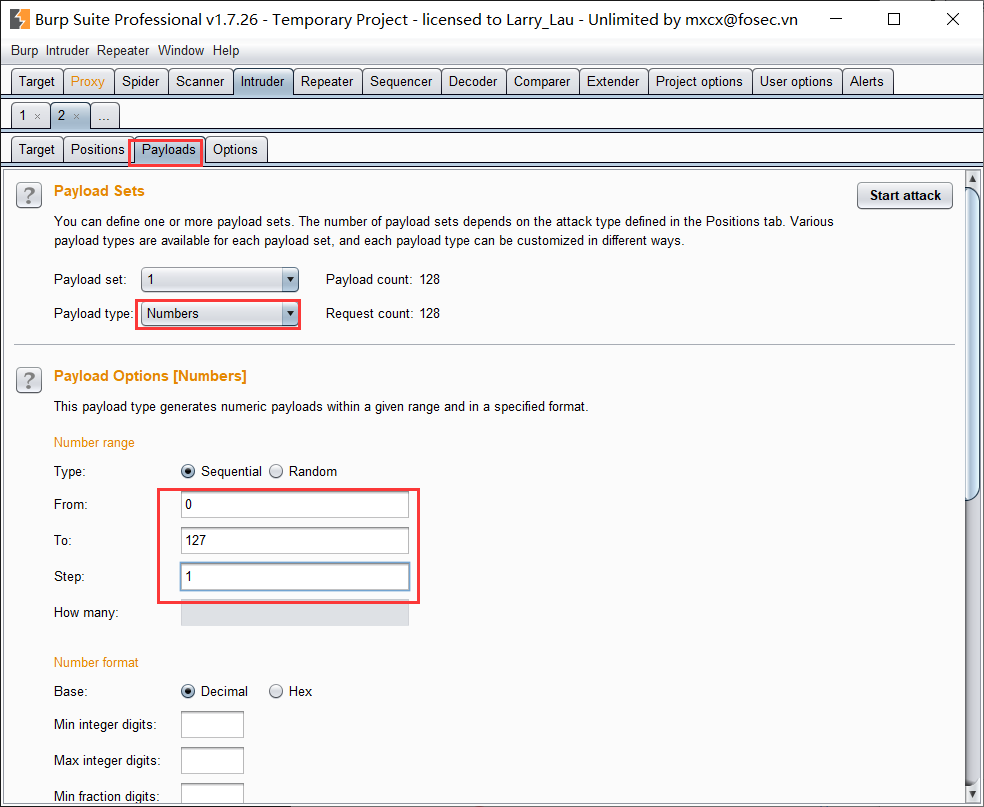 Burp Suite Professional v1.7.26 - Temporary Project - licensed to Larry_Lau - Unlimited by mxcx@fosec.vn
Burp Intruder Repeater Window Help
Target Proxy Spider Scanner Intruder Repeater Sequencer Decoder Comparer Extender Project options User options Alerts
1 × 2 × ...
Target Positions Payloads Options
? Payload Sets Start attack
You can define one or more payload sets. The number of payload sets depends on the attack type defined in the Positions tab. Various
payload types are available for each payload set, and each payload type can be customized in different ways.
Payload set: 1 Payload count: 128
Payload type: Numbers Request count: 128
? Payload Options [Numbers]
This payload type generates numeric payloads within a given range and in a specified format.
Number range
Type: Sequential Random
From: 0
To: 127
Step: 1
How many:
Number format
Base: Decimal Hex
Min integer digits:
Max integer digits:
Min fraction digits: